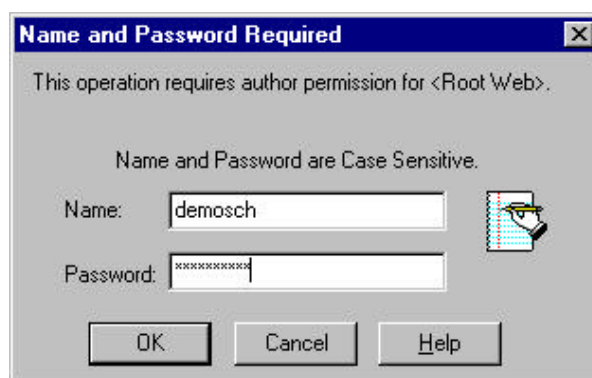 Name and Password Required
This operation requires author permission for <Root Web>.
Name and Password are Case Sensitive.
Name: demosch
Password: **********
OK Cancel Help